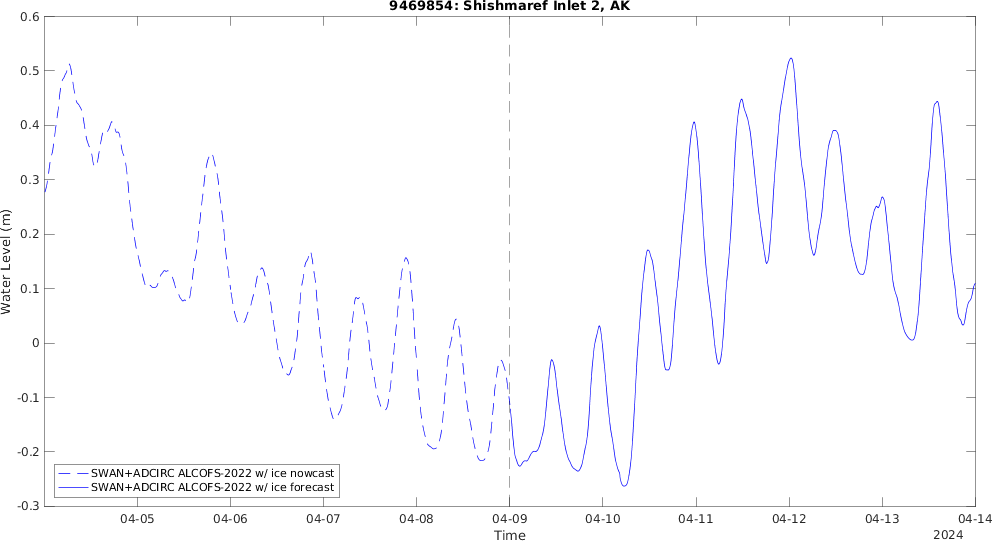 9469854: Shishmaref Inlet 2, AK
0.6
0.5
0.4
0.3
0.2
0.1
0
-0.1
-0.2
-0.3
Water Level (m)
SWAN+ADCIRC ALCOFS-2022 w/ ice nowcast
SWAN+ADCIRC ALCOFS-2022 w/ ice forecast
04-05 04-06 04-07 04-08 04-09 04-10 04-11 04-12 04-13 04-14
Time
2024